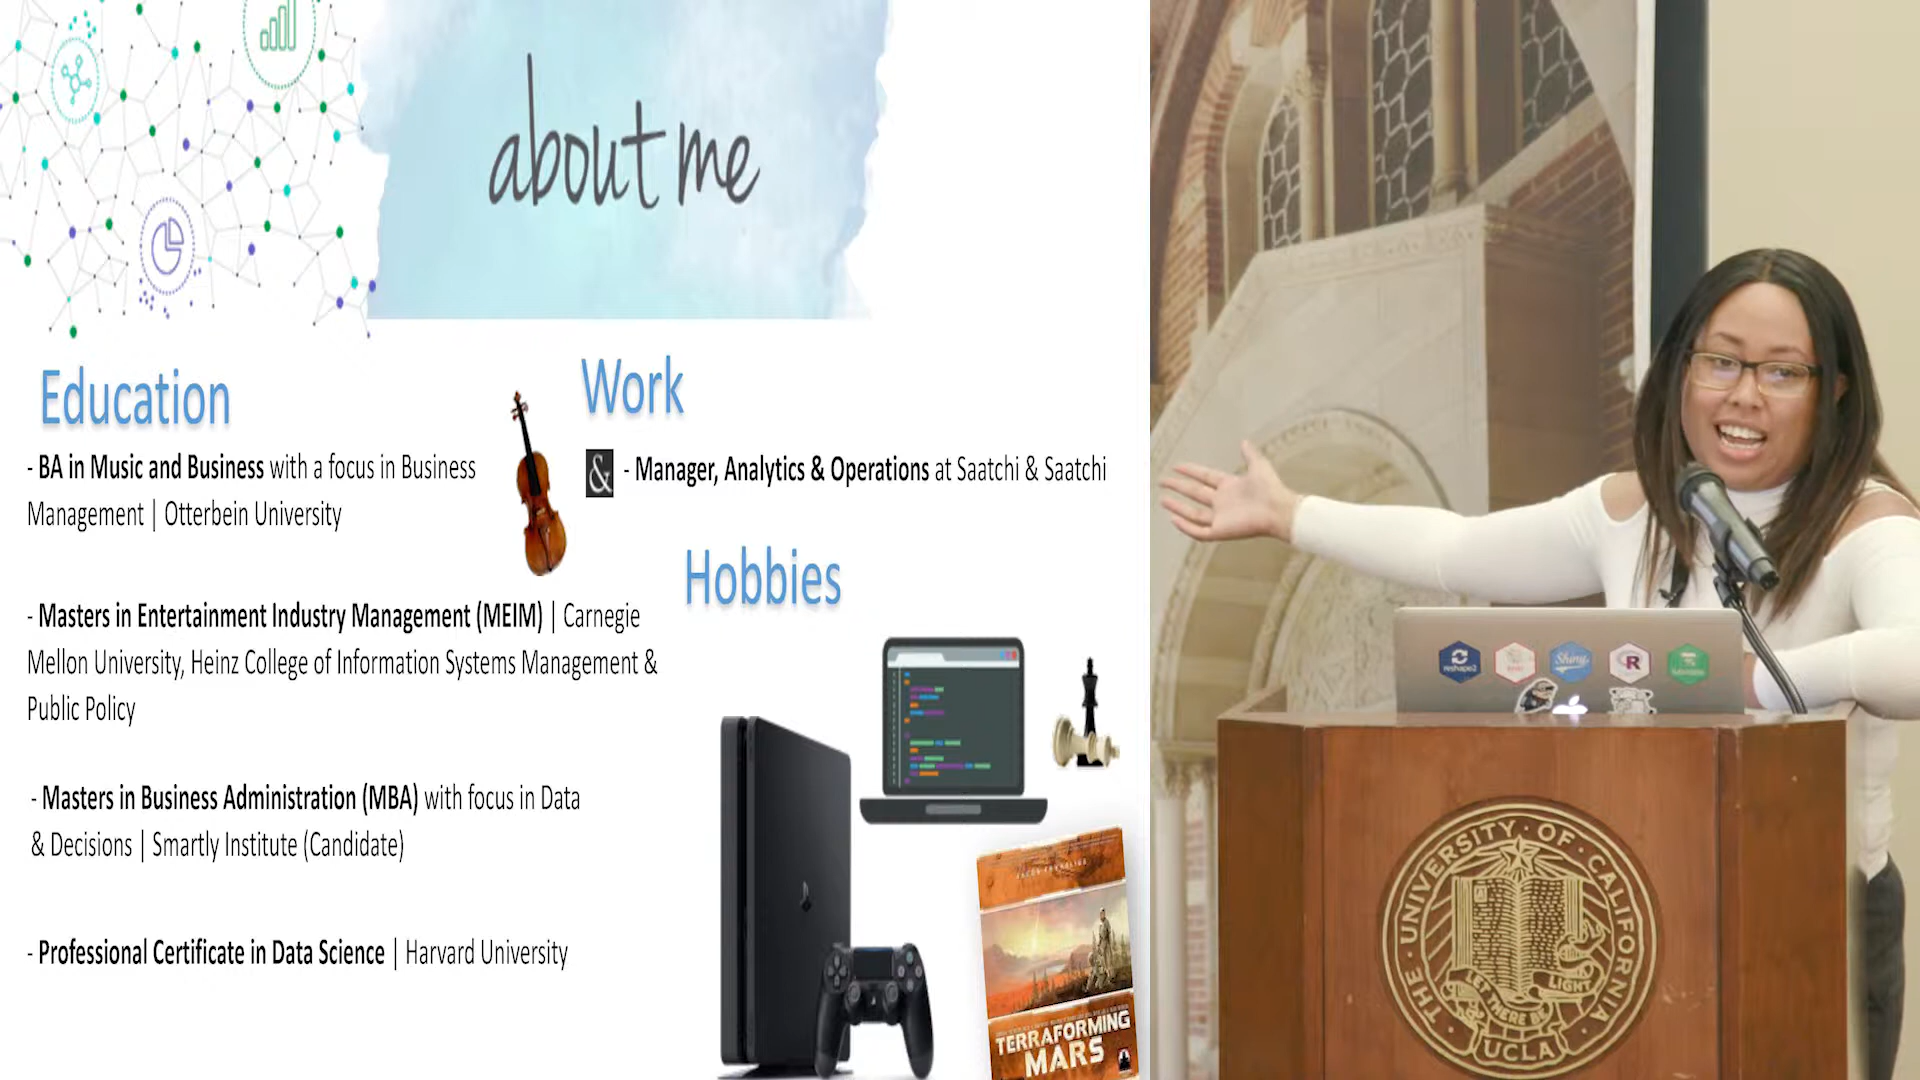 about me
Education
- BA in Music and Business with a focus in Business
Management | Otterbein University
- Masters in Entertainment Industry Management (MEIM) | Carnegie
Mellon University, Heinz College of Information Systems Management &
Public Policy
- Masters in Business Administration (MBA) with focus in Data
& Decisions | Smartly Institute (Candidate)
- Professional Certificate in Data Science | Harvard University
Work
& - Manager, Analytics & Operations at Saatchi & Saatchi
Hobbies
TERRAFORMING
MARS
reshape2
Shiny
R
THE · UNIVERSITY · OF · CALIFORNIA
LET THERE BE
LIGHT
UCLA